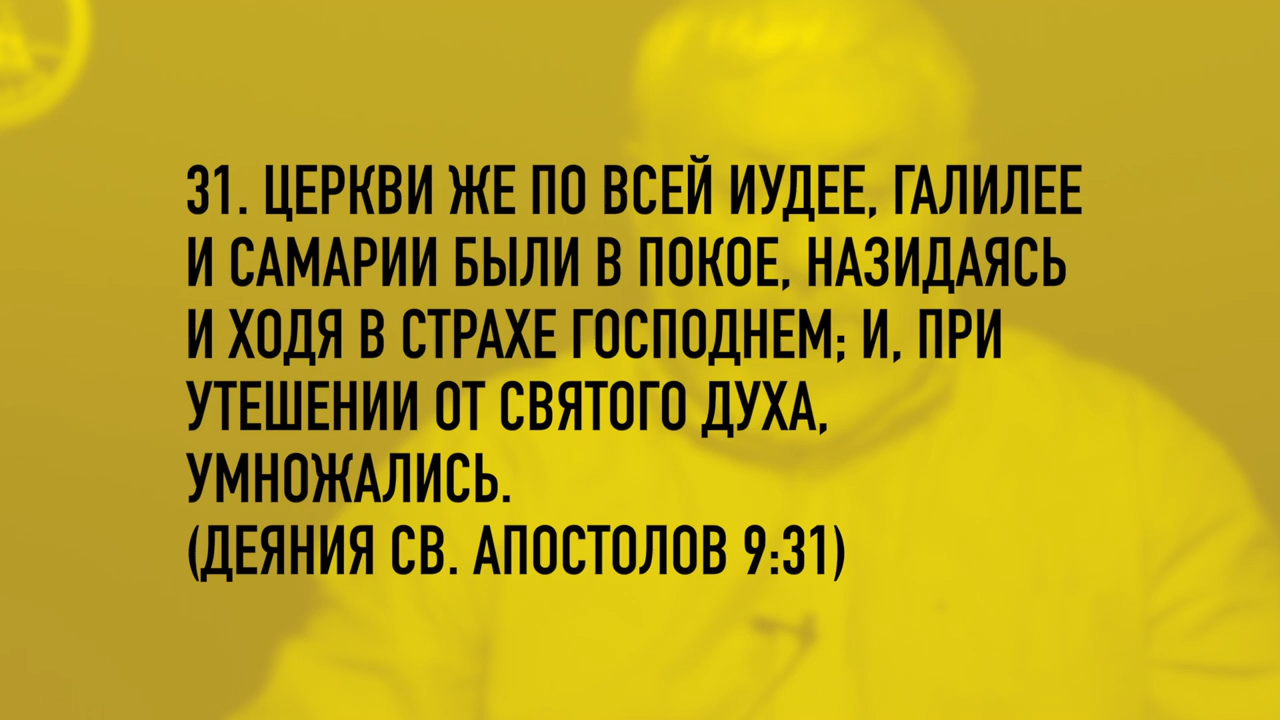 31. ЦЕРКВИ ЖЕ ПО ВСЕЙ ИУДЕЕ, ГАЛИЛЕЕ
И САМАРИИ БЫЛИ В ПОКОЕ, НАЗИДАЯСЬ
И ХОДЯ В СТРАХЕ ГОСПОДНЕМ; И, ПРИ
УТЕШЕНИИ ОТ СВЯТОГО ДУХА,
УМНОЖАЛИСЬ.
(ДЕЯНИЯ СВ. АПОСТОЛОВ 9:31)